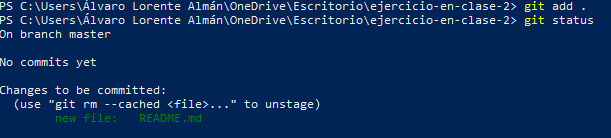 PS C:\Users\Álvaro Lorente Almán\OneDrive\Escritorio\ejercicio-en-clase-2> git add .
PS C:\Users\Álvaro Lorente Almán\OneDrive\Escritorio\ejercicio-en-clase-2> git status
On branch master
No commits yet
Changes to be committed:
(use "git rm --cached <file>..." to unstage)
new file: README.md